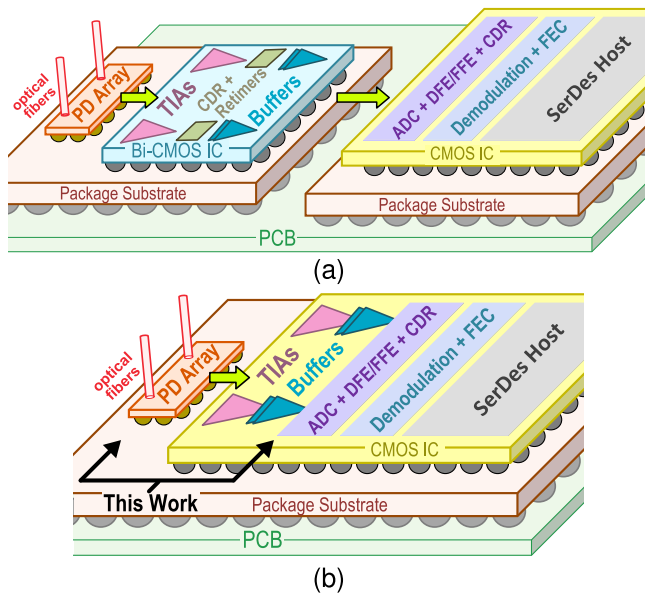 optical
fibers
PD Array
TIAs
CDR +
Retimers
Buffers
Bi-CMOS IC
Package Substrate
ADC + DFE/FFE + CDR
Demodulation + FEC
SerDes Host
CMOS IC
Package Substrate
PCB
(a)
optical
fibers
PD Array
TIAs
Buffers
ADC + DFE/FFE + CDR
Demodulation + FEC
SerDes Host
CMOS IC
This Work
Package Substrate
PCB
(b)